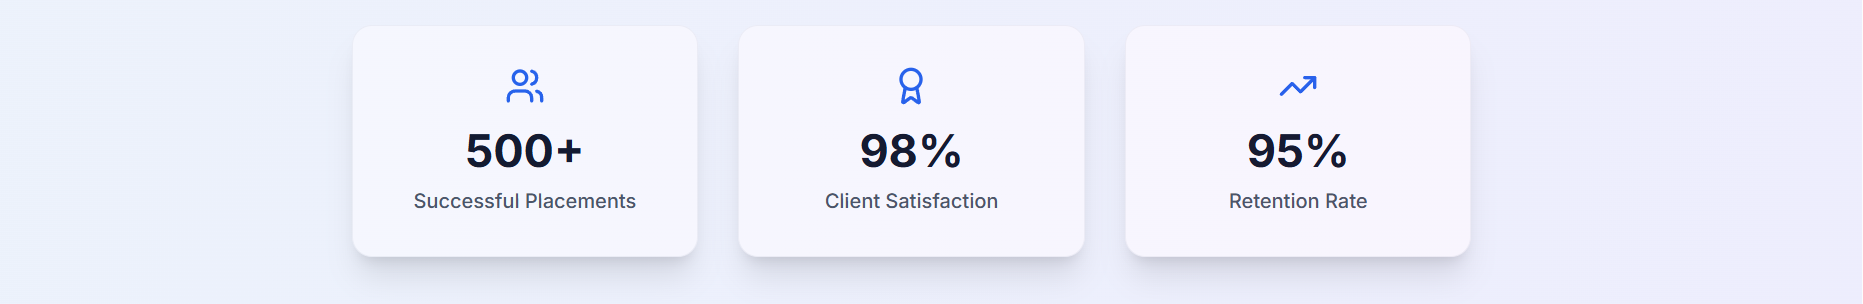 500+
Successful Placements
98%
Client Satisfaction
95%
Retention Rate